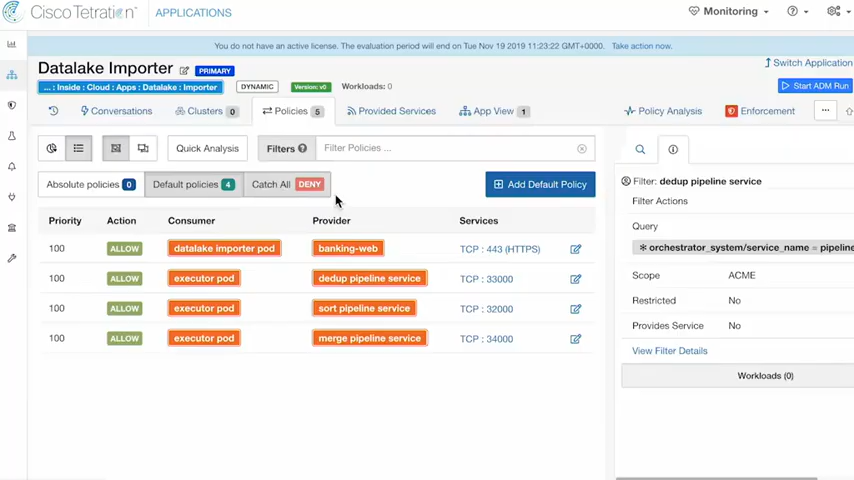 Cisco Tetration™ APPLICATIONS Monitoring
You do not have an active license. The evaluation period will end on Tue Nov 19 2019 11:23:22 GMT+0000. Take action now.
Datalake Importer PRIMARY Switch Application
... : Inside : Cloud : Apps : Datalake : Importer DYNAMIC Version: v0 Workloads: 0 Start ADM Run
Conversations Clusters 0 Policies 5 Provided Services App View 1 Policy Analysis Enforcement ...
Quick Analysis Filters Filter Policies ...
Absolute policies 0 Default policies 4 Catch All DENY Add Default Policy
Priority Action Consumer Provider Services
100 ALLOW datalake importer pod banking-web TCP : 443 (HTTPS)
100 ALLOW executor pod dedup pipeline service TCP : 33000
100 ALLOW executor pod sort pipeline service TCP : 32000
100 ALLOW executor pod merge pipeline service TCP : 34000
Filter: dedup pipeline service
Filter Actions
Query
* orchestrator_system/service_name = pipeline
Scope ACME
Restricted No
Provides Service No
View Filter Details
Workloads (0)